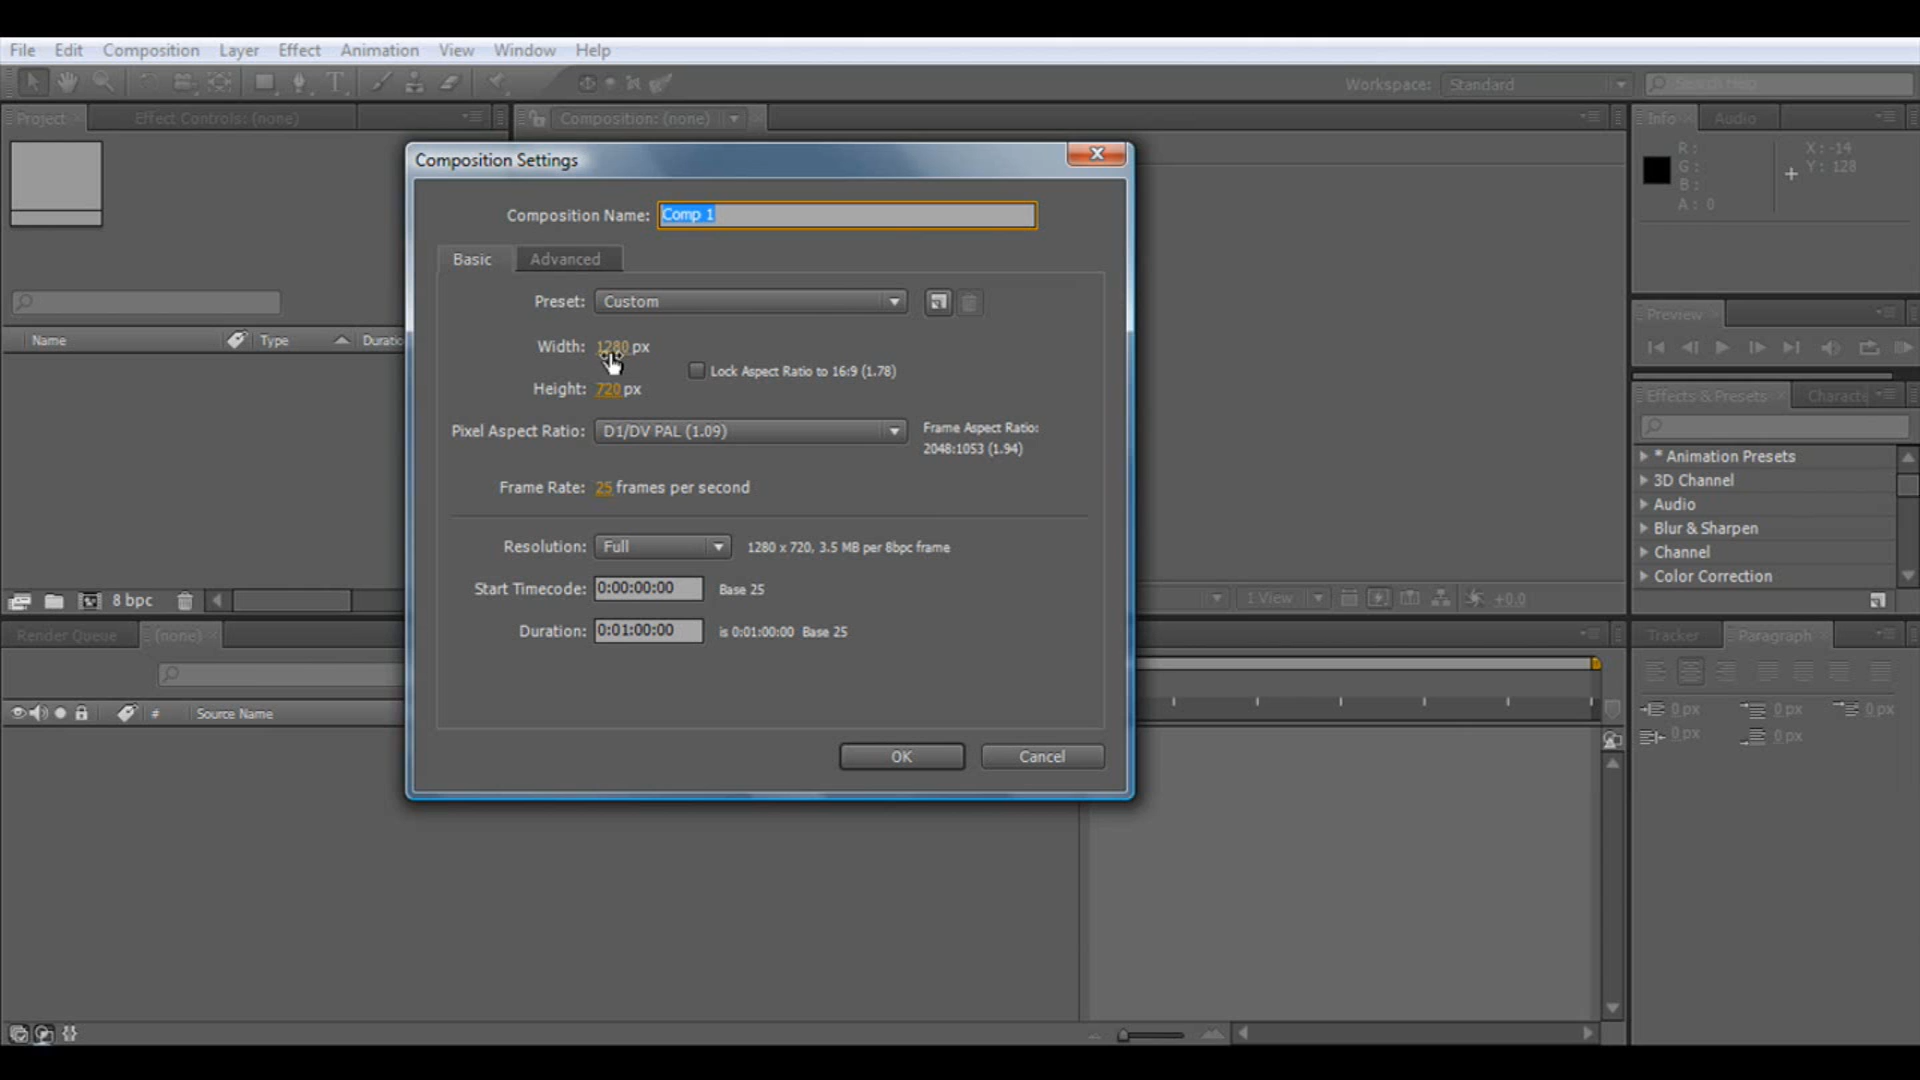 File Edit Composition Layer Effect Animation View Window Help
Workspace: Standard Search Help
Project Effect Controls: (none) Composition: (none) Info Audio
Composition Settings
R: X: -14
G: Y: 128
B:
A: 0
Composition Name: Comp 1
Basic Advanced
Preset: Custom
Preview
Name Type Duratio
Width: 1280 px
Lock Aspect Ratio to 16:9 (1.78)
Height: 720 px
Effects & Presets Characte
Pixel Aspect Ratio: D1/DV PAL (1.09) Frame Aspect Ratio:
2048:1053 (1.94)
* Animation Presets
3D Channel
Frame Rate: 25 frames per second
Audio
Blur & Sharpen
Resolution: Full 1280 x 720, 3.5 MB per 8bpc frame
Channel
Color Correction
Start Timecode: 0:00:00:00 Base 25
8 bpc 1 View +0.0
Duration: 0:01:00:00 is 0:01:00:00 Base 25
Render Queue (none) Tracker Paragraph
# Source Name
0 px 0 px 0 px
0 px 0 px
OK Cancel